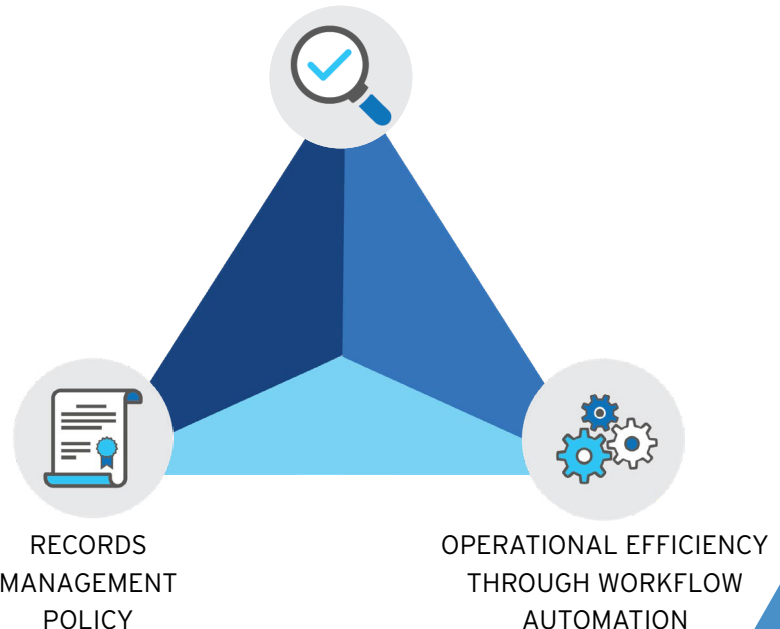 RECORDS
MANAGEMENT
POLICY
OPERATIONAL EFFICIENCY
THROUGH WORKFLOW
AUTOMATION